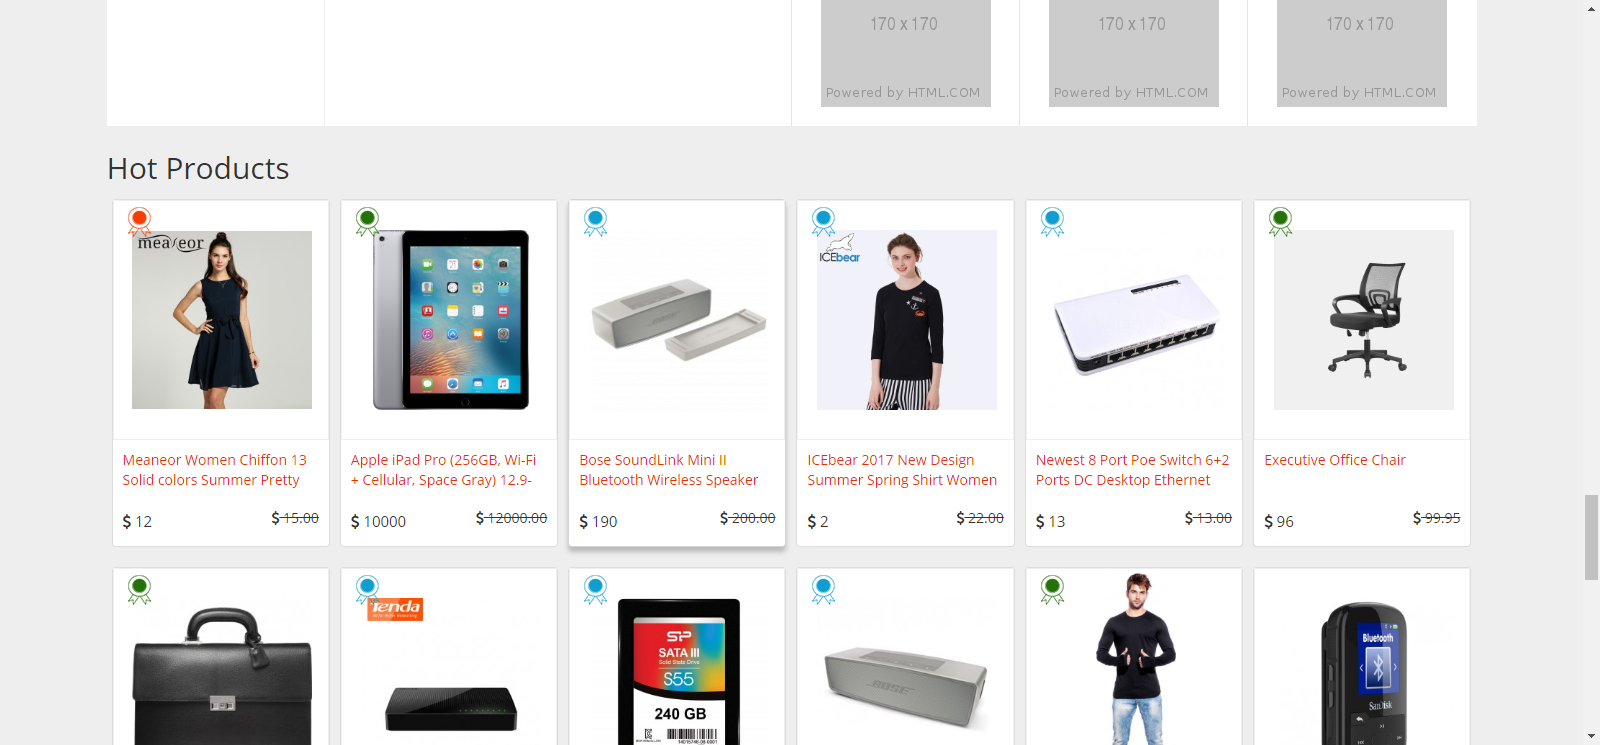 170 x 170
Powered by HTML.COM
170 x 170
Powered by HTML.COM
170 x 170
Powered by HTML.COM
Hot Products
meaneor
ICEbear
Meaneor Women Chiffon 13
Solid colors Summer Pretty
$ 12
$ 15.00
Apple iPad Pro (256GB, Wi-Fi
+ Cellular, Space Gray) 12.9-
$ 10000
$ 12000.00
Bose SoundLink Mini II
Bluetooth Wireless Speaker
$ 190
$ 200.00
ICEbear 2017 New Design
Summer Spring Shirt Women
$ 2
$ 22.00
Newest 8 Port Poe Switch 6+2
Ports DC Desktop Ethernet
$ 13
$ 13.00
Executive Office Chair
$ 96
$ 99.95
Tenda
SP
SATA III
Solid State Drive
S55
240 GB
BOSE
Bluetooth
SanDisk